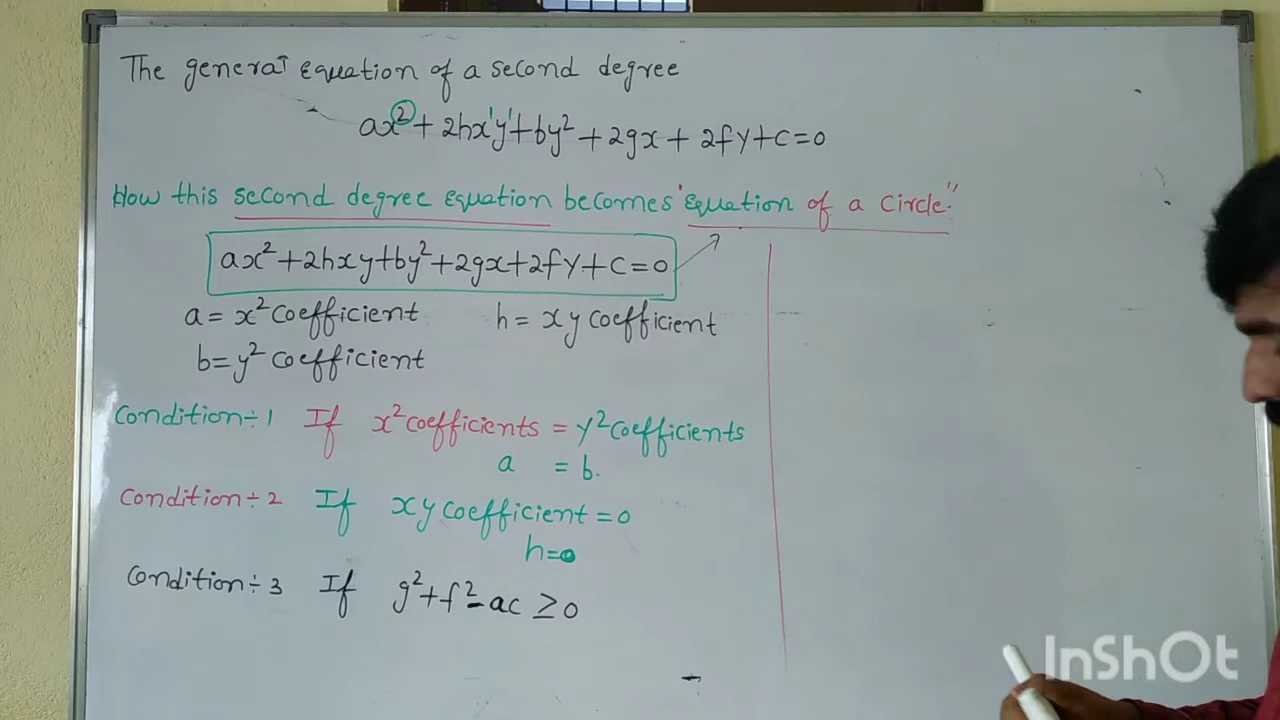 The general equation of a second degree
ax²+2hx'y'+by²+2gx+2fy+c=0
How this second degree equation becomes "equation of a circle."
ax²+2hxy+by²+2gx+2fy+c=0
a= x² coefficient h= xy coefficient
b= y² coefficient
Condition÷1 If x² coefficients = y² coefficients
a = b.
Condition÷2 If xy coefficient =0
h=0
Condition÷3 If g²+f²-ac ≥0
InShOt